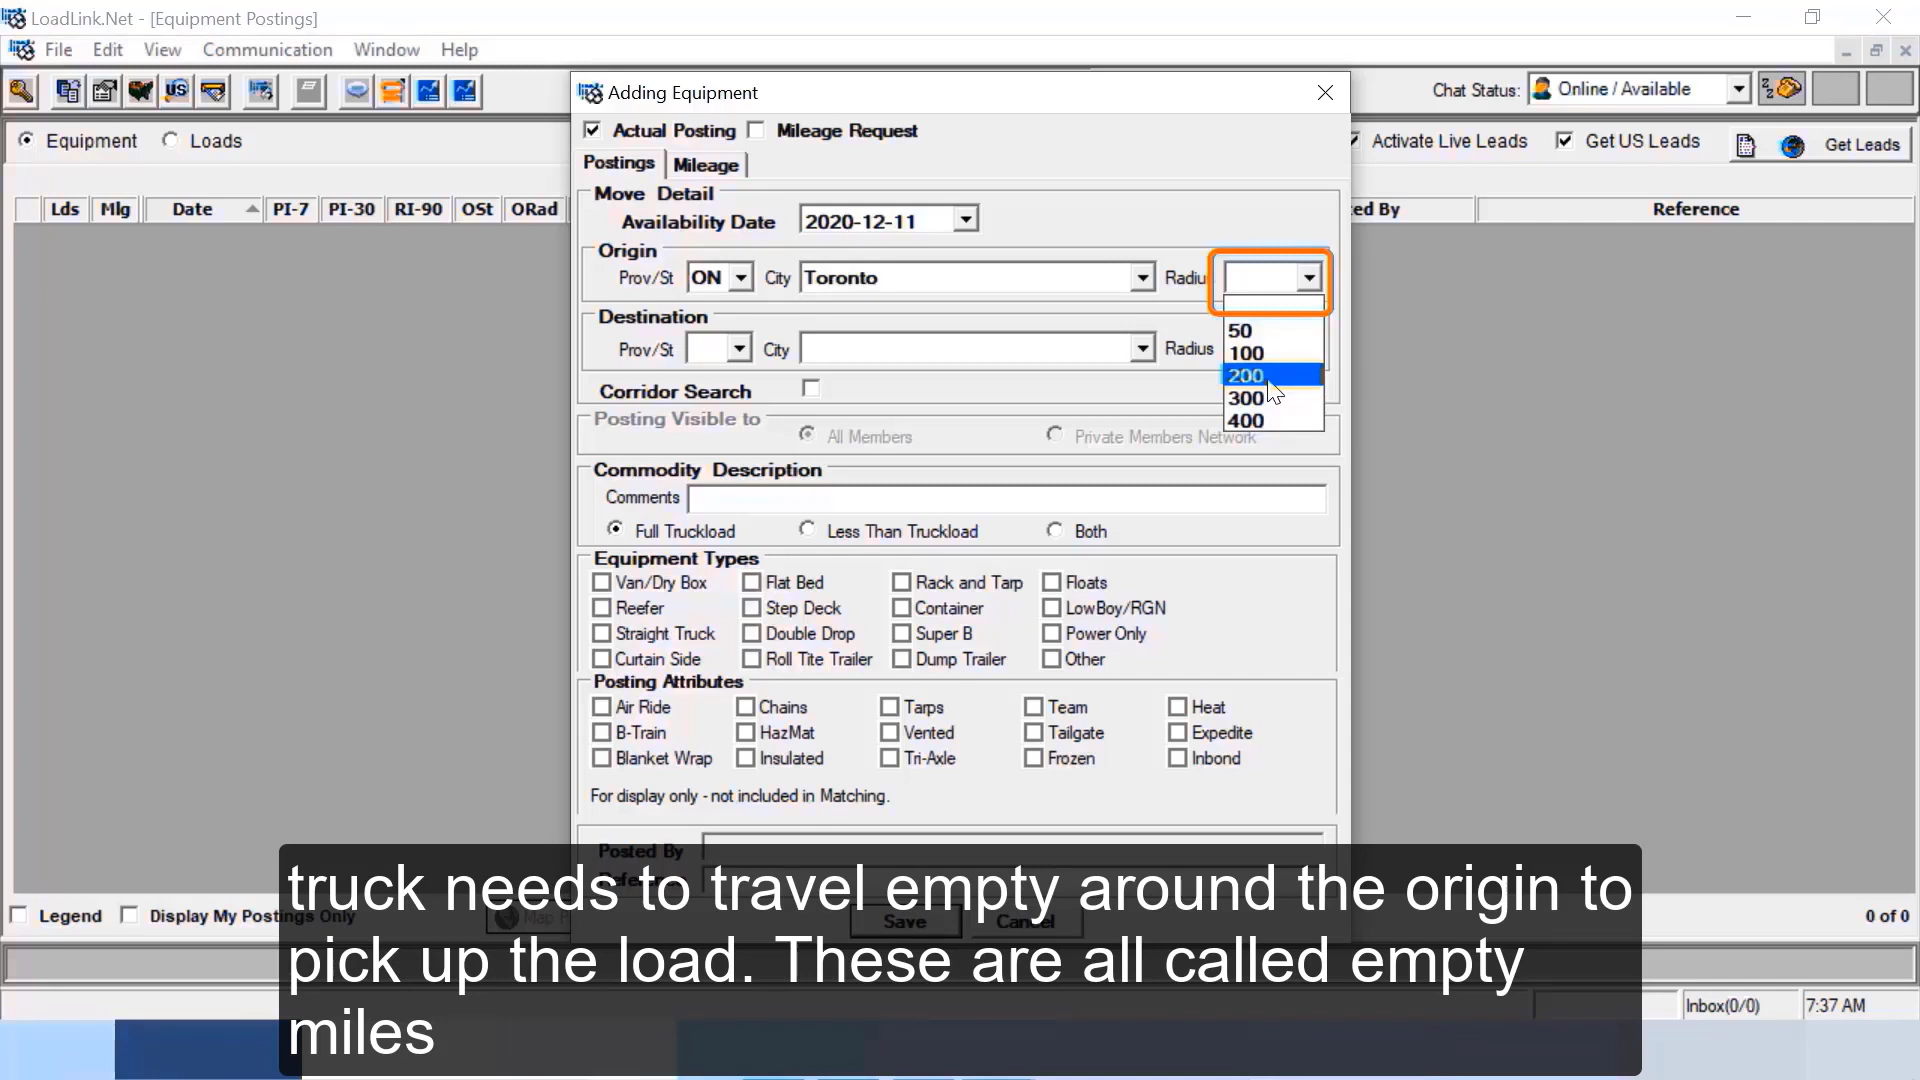 LoadLink.Net - [Equipment Postings]
File Edit View Communication Window Help
US
Chat Status: Online / Available
Adding Equipment
Equipment Loads
Actual Posting Mileage Request
Activate Live Leads Get US Leads Get Leads
Postings Mileage
Lds Mlg Date PI-7 PI-30 RI-90 OSt ORad
Reference
Move Detail
Availability Date 2020-12-11
Origin
Prov/St ON City Toronto
50
100
200
300
400
Destination
Prov/St City Radius
Corridor Search
Posting Visible to
All Members Private Members Network
Commodity Description
Comments
Full Truckload Less Than Truckload Both
Equipment Types
Van/Dry Box Flat Bed Rack and Tarp Floats
Reefer Step Deck Container LowBoy/RGN
Straight Truck Double Drop Super B Power Only
Curtain Side Roll Tite Trailer Dump Trailer Other
Posting Attributes
Air Ride Chains Tarps Team Heat
B-Train HazMat Vented Tailgate Expedite
Blanket Wrap Insulated Tri-Axle Frozen Inbond
For display only - not included in Matching.
Posted By
Legend Display My Postings Only
Save Cancel
0 of 0
truck needs to travel empty around the origin to
pick up the load. These are all called empty
miles
Inbox(0/0) 7:37 AM